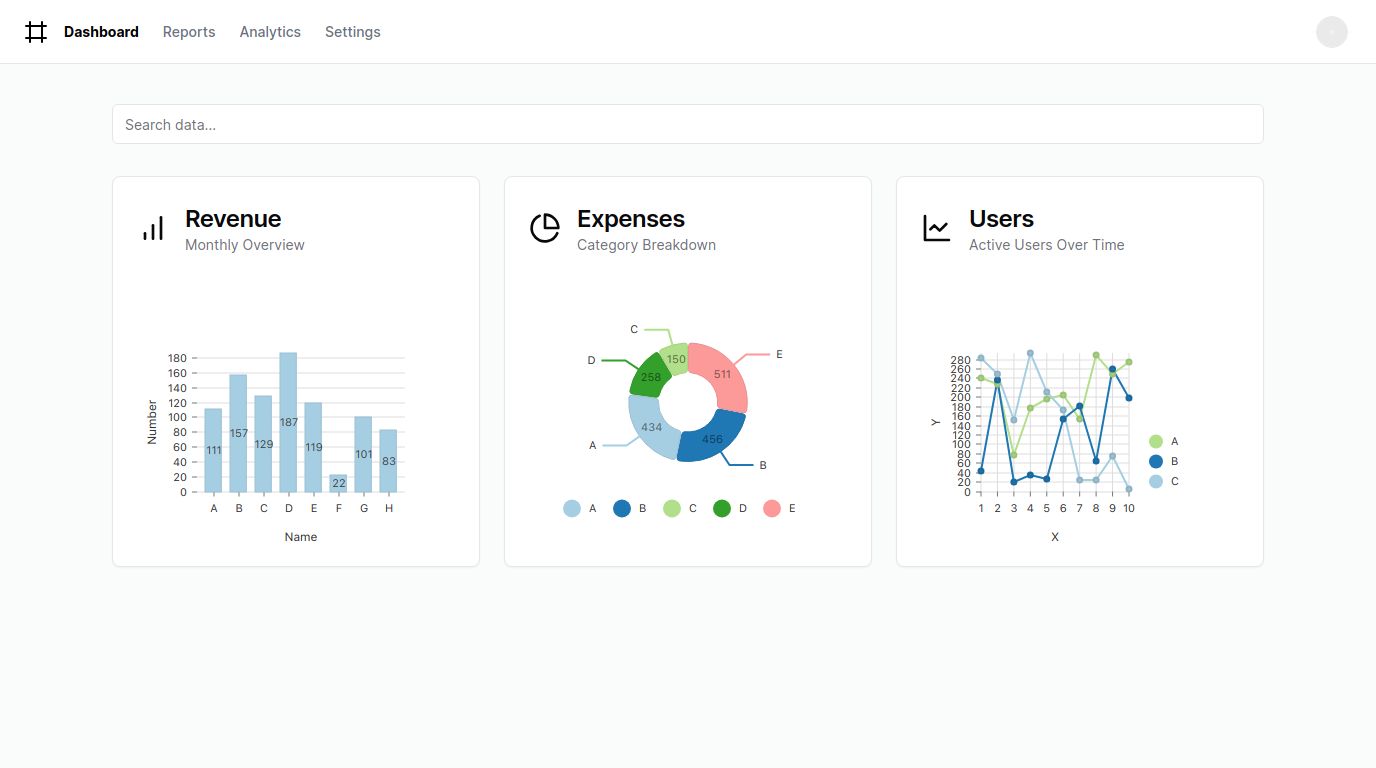 Dashboard Reports Analytics Settings
Search data...
Revenue
Monthly Overview
180
160
140
120
100
80
60
40
20
0
Number
111
157
129
187
119
22
101
83
A B C D E F G H
Name
Expenses
Category Breakdown
C
D
E
A
B
150
258
511
434
456
A B C D E
Users
Active Users Over Time
280
260
240
220
200
180
160
140
120
100
80
60
40
20
0
Y
1 2 3 4 5 6 7 8 9 10
X
A
B
C